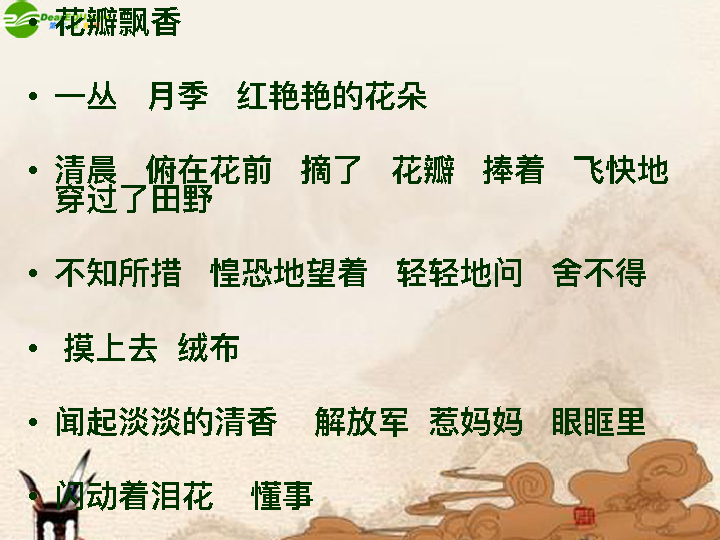 花瓣飘香
一丛 月季 红艳艳的花朵
清晨 俯在花前 摘了 花瓣 捧着 飞快地
穿过了田野
不知所措 惶恐地望着 轻轻地问 舍不得
摸上去 绒布
闻起淡淡的清香 解放军 惹妈妈 眼眶里
闪动着泪花 懂事